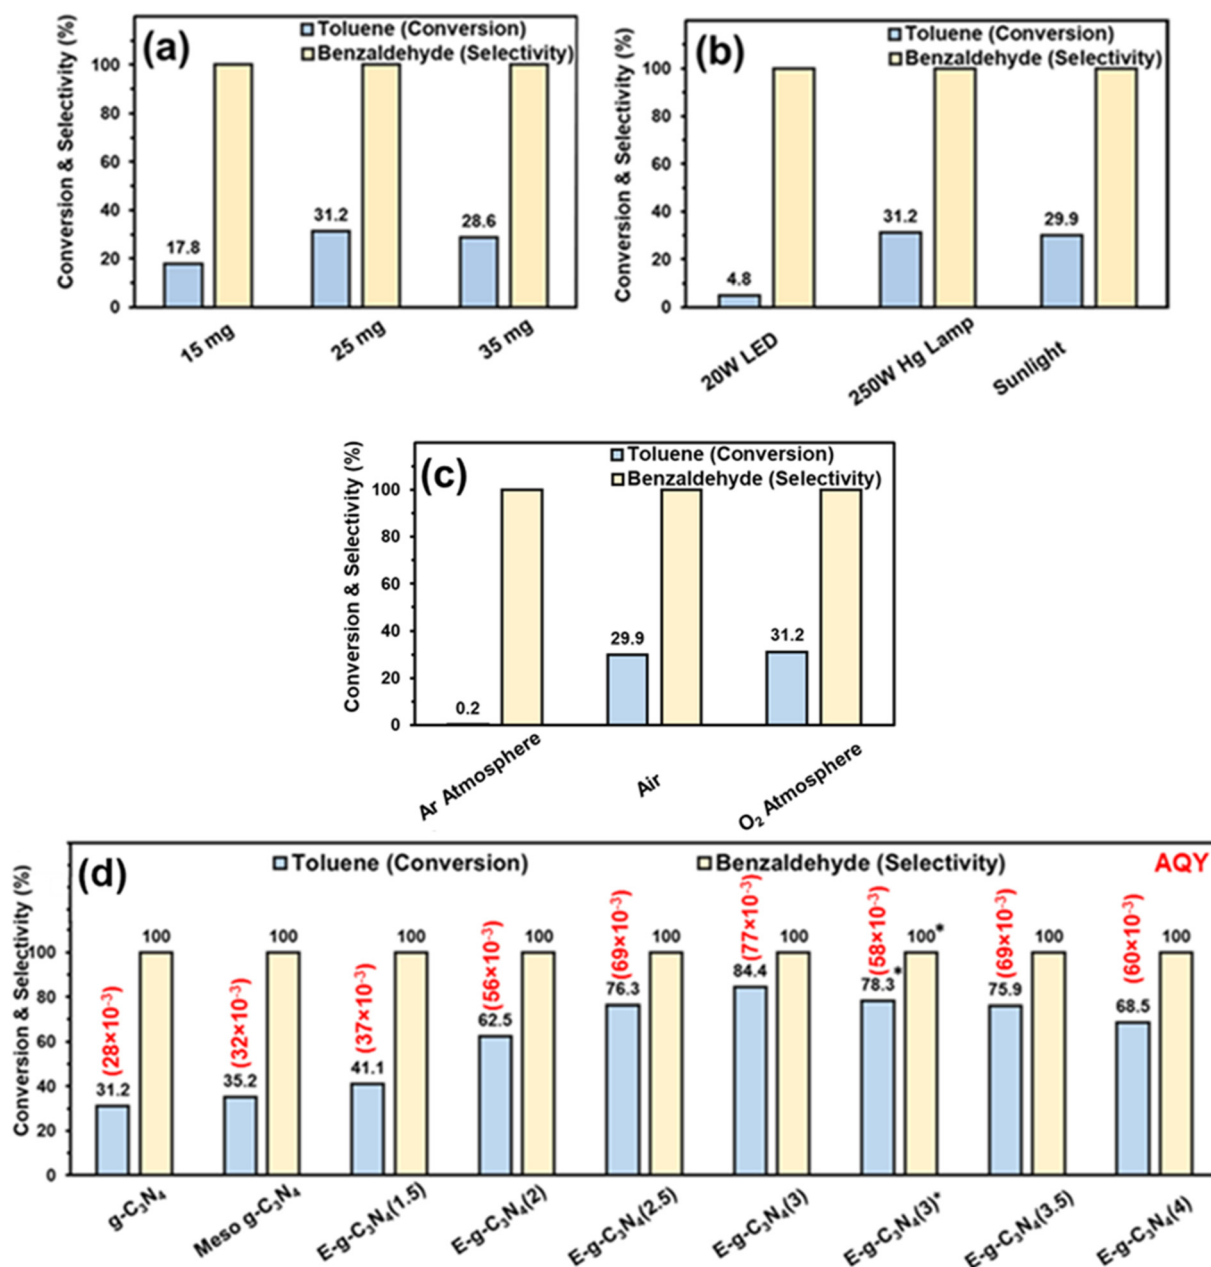 (a)
Toluene (Conversion)
Benzaldehyde (Selectivity)
Conversion & Selectivity (%)
100
80
60
40
20
0
17.8
31.2
28.6
15 mg
25 mg
35 mg
(b)
Toluene (Conversion)
Benzaldehyde (Selectivity)
Conversion & Selectivity (%)
100
80
60
40
20
0
4.8
31.2
29.9
20W LED
250W Hg Lamp
Sunlight
(c)
Toluene (Conversion)
Benzaldehyde (Selectivity)
Conversion & Selectivity (%)
100
80
60
40
20
0
0.2
29.9
31.2
Ar Atmosphere
Air
O₂ Atmosphere
(d)
Toluene (Conversion)
Benzaldehyde (Selectivity)
AQY
Conversion & Selectivity (%)
100
80
60
40
20
0
(28×10⁻³)
31.2
100
(32×10⁻³)
35.2
100
(37×10⁻³)
41.1
100
(56×10⁻³)
62.5
100
(69×10⁻³)
76.3
100
(77×10⁻³)
84.4
100
(58×10⁻³)
78.3*
100*
(69×10⁻³)
75.9
100
(60×10⁻³)
68.5
100
g-C₃N₄
Meso g-C₃N₄
E-g-C₃N₄(1.5)
E-g-C₃N₄(2)
E-g-C₃N₄(2.5)
E-g-C₃N₄(3)
E-g-C₃N₄(3)*
E-g-C₃N₄(3.5)
E-g-C₃N₄(4)